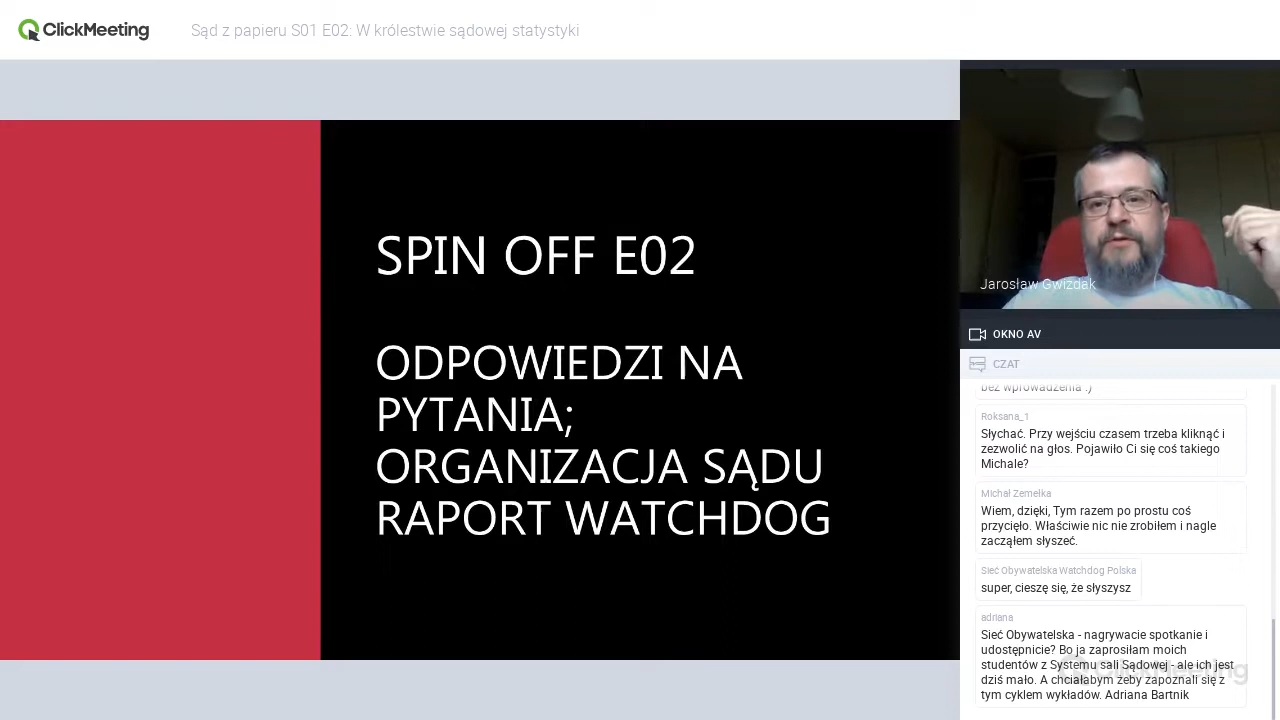 ClickMeeting
Sąd z papieru S01 E02: W królestwie sądowej statystyki
SPIN OFF E02
ODPOWIEDZI NA
PYTANIA;
ORGANIZACJA SĄDU
RAPORT WATCHDOG
Jarosław Gwizdak
OKNO AV
CZAT
bez wprowadzenia :)
Roksana_1
Słychać. Przy wejściu czasem trzeba kliknąć i
zezwolić na głos. Pojawiło Ci się coś takiego
Michale?
Michał Zemełka
Wiem, dzięki, Tym razem po prostu coś
przycięło. Właściwie nic nie zrobiłem i nagle
zacząłem słyszeć.
Sieć Obywatelska Watchdog Polska
super, cieszę się, że słyszysz
adriana
Sieć Obywatelska - nagrywacie spotkanie i
udostępnicie? Bo ja zaprosiłam moich
studentów z Systemu sali Sądowej- ale ich jest
dziś mało. A chciałabym żeby zapoznali się z
tym cyklem wykładów. Adriana Bartnik
ClickMeeting